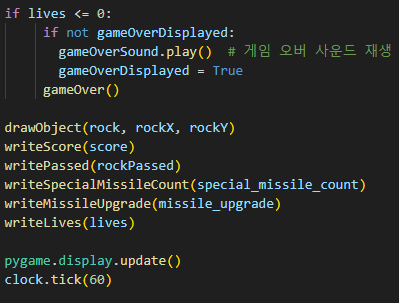 if lives <= 0:
if not gameOverDisplayed:
gameOverSound.play()  # 게임 오버 사운드 재생
gameOverDisplayed = True
gameOver()
drawObject(rock, rockX, rockY)
writeScore(score)
writePassed(rockPassed)
writeSpecialMissileCount(special_missile_count)
writeMissileUpgrade(missile_upgrade)
writeLives(lives)
pygame.display.update()
clock.tick(60)